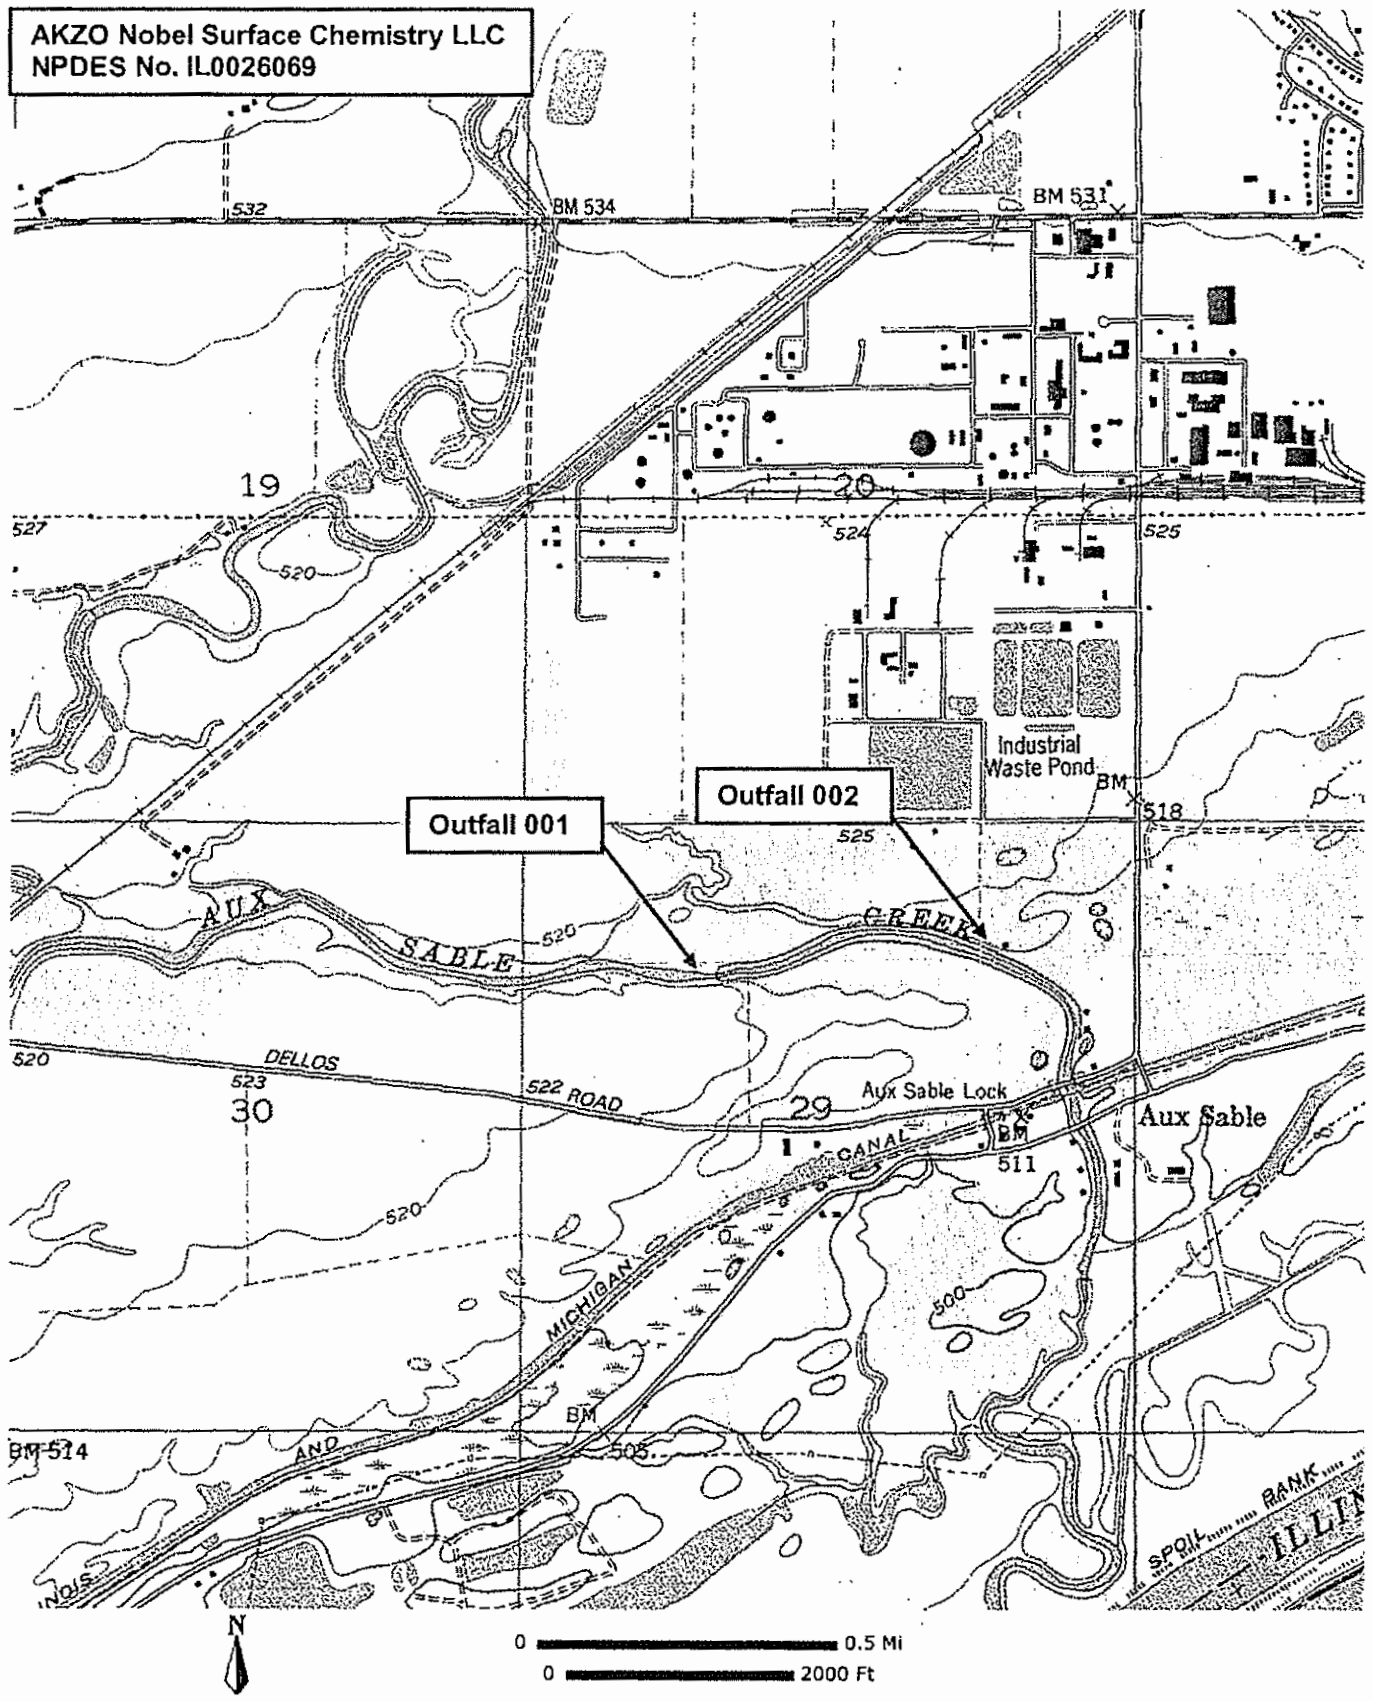 AKZO Nobel Surface Chemistry LLC
NPDES No. IL0026069
532
BM 534
BM 531
19
20
527
524
525
520
Industrial
Waste Pond
BM
518
Outfall 002
Outfall 001
525
AUX
SABLE
CREEK
520
520
DELLOS
523
522
ROAD
30
29
Aux Sable Lock
Aux Sable
CANAL
BM
511
520
MICHIGAN
500
BM
505
BM 514
AND
SPOIL
BANK
ILLIN
INOIS
N
0
0.5 Mi
0
2000 Ft